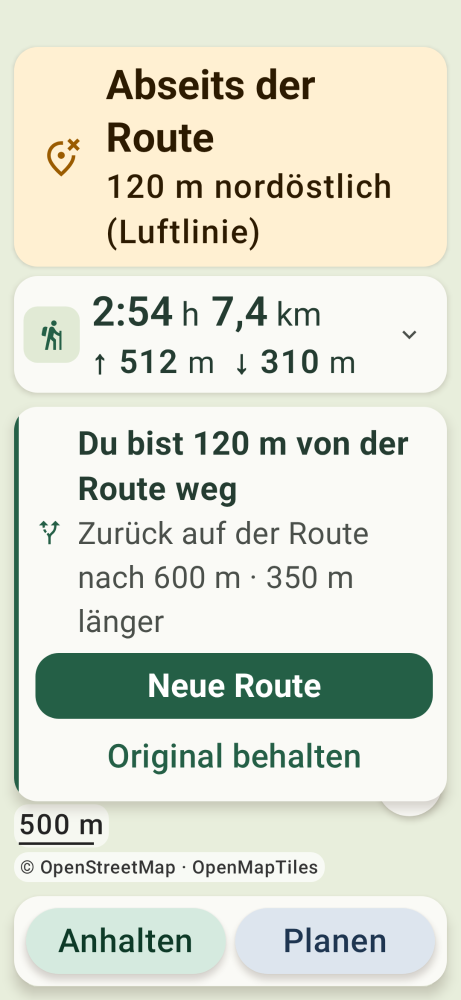 Abseits der
Route
120 m nordöstlich
(Luftlinie)
2:54 h 7,4 km
↑ 512 m ↓ 310 m
Du bist 120 m von der
Route weg
Zurück auf der Route
nach 600 m · 350 m
länger
Neue Route
Original behalten
500 m
© OpenStreetMap · OpenMapTiles
Anhalten
Planen